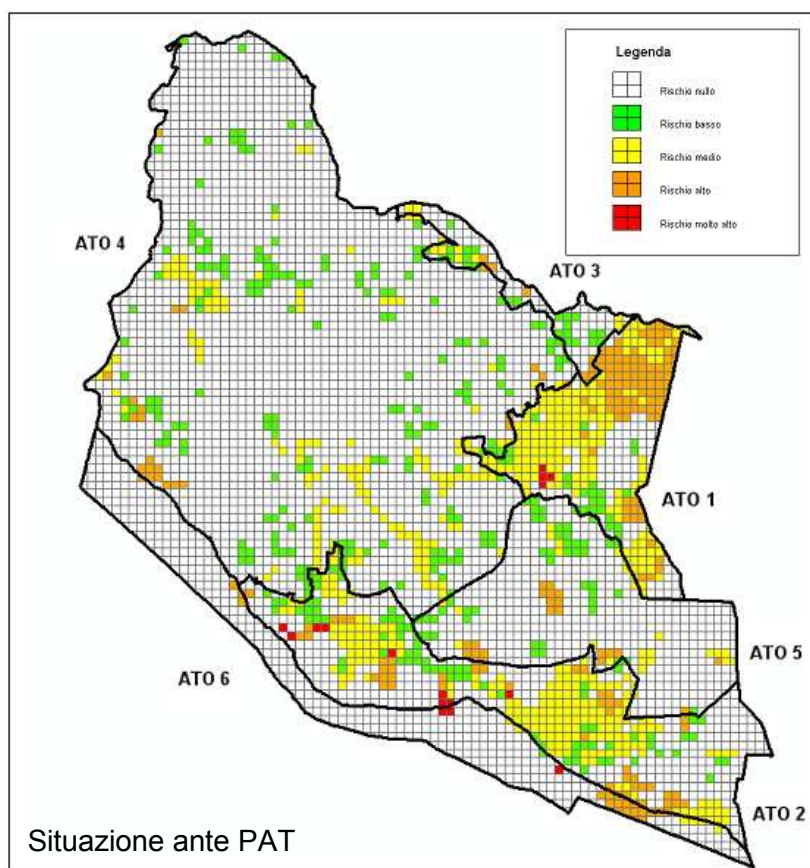 Legenda
Rischio nullo
Rischio basso
Rischio medio
Rischio alto
Rischio molto alto
ATO 4
ATO 3
ATO 1
ATO 5
ATO 6
ATO 2
Situazione ante PAT